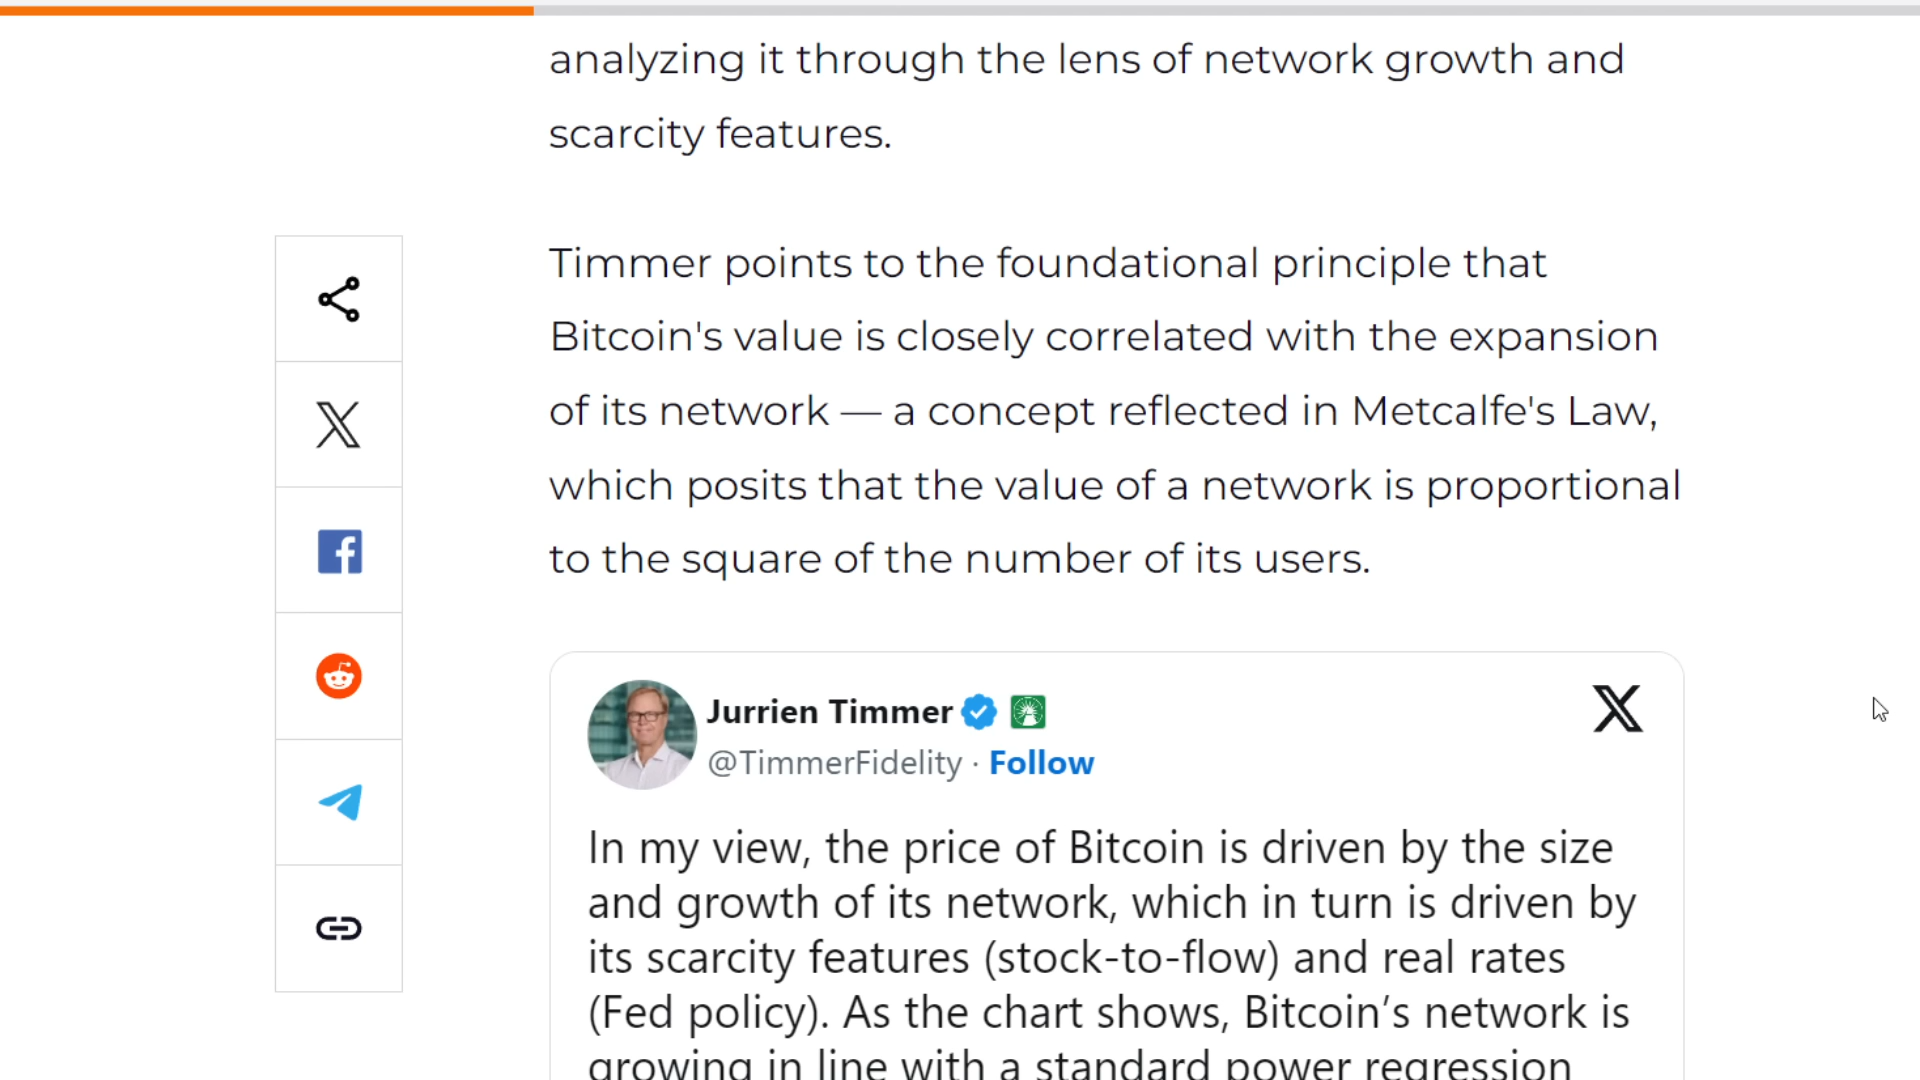 analyzing it through the lens of network growth and
scarcity features.
Timmer points to the foundational principle that
Bitcoin's value is closely correlated with the expansion
of its network — a concept reflected in Metcalfe's Law,
which posits that the value of a network is proportional
to the square of the number of its users.
Jurrien Timmer
@TimmerFidelity · Follow
In my view, the price of Bitcoin is driven by the size
and growth of its network, which in turn is driven by
its scarcity features (stock-to-flow) and real rates
(Fed policy). As the chart shows, Bitcoin’s network is
growing in line with a standard power regression